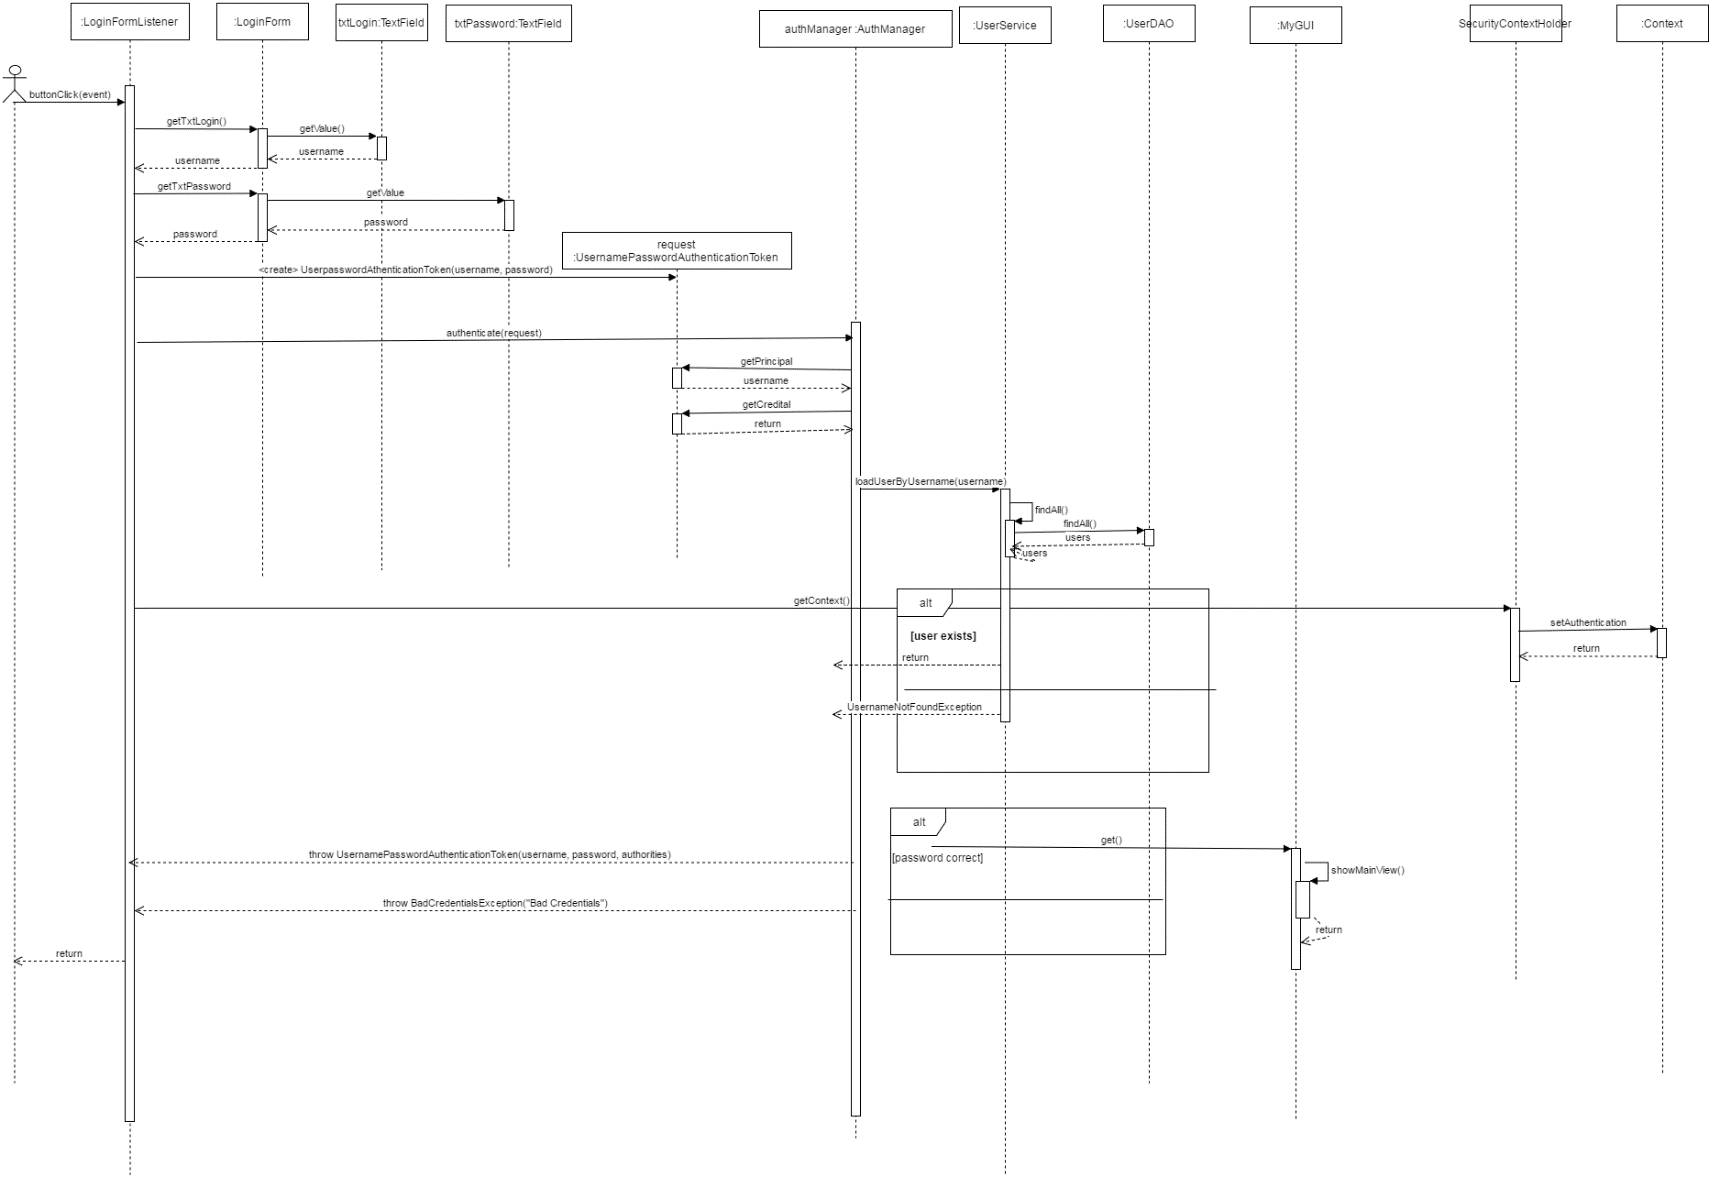 :LoginFormListener
:LoginForm
txtLogin:TextField
txtPassword:TextField
authManager :AuthManager
:UserService
:UserDAO
:MyGUI
SecurityContextHolder
:Context
buttonClick(event)
getTxtLogin()
getValue()
username
username
getTxtPassword
getValue
password
password
request
:UsernamePasswordAuthenticationToken
<create> UserpasswordAthenticationToken(username, password)
authenticate(request)
getPrincipal
username
getCredital
return
loadUserByUsername(username)
findAll()
findAll()
users
users
getContext()
alt
setAuthentication
[user exists]
return
return
UsernameNotFoundException
alt
get()
throw UsernamePasswordAuthenticationToken(username, password, authorities)
[password correct]
showMainView()
throw BadCredentialsException("Bad Credentials")
return
return